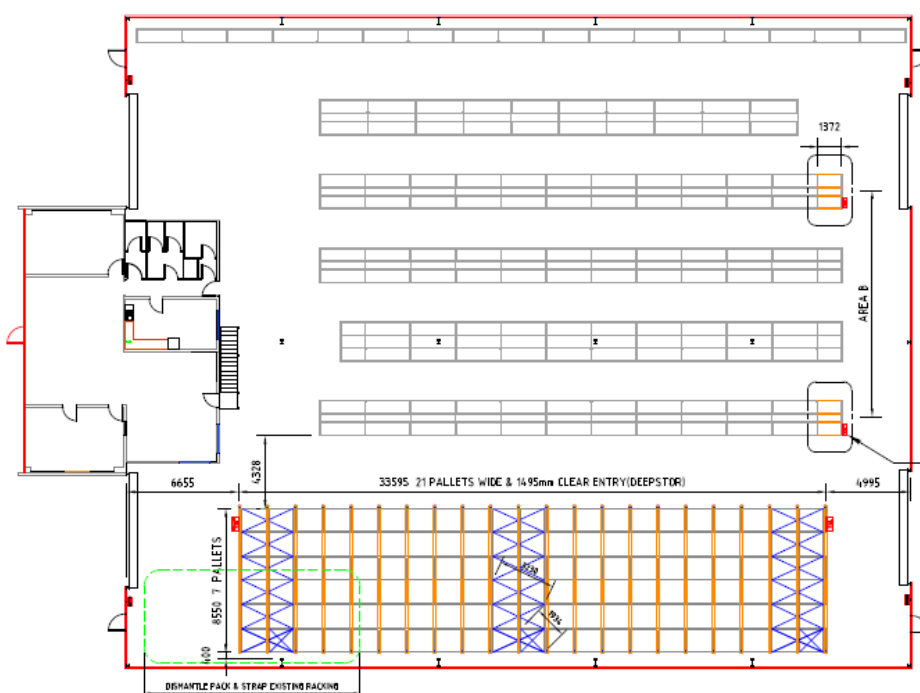 1372
AREA B
4328
6655
33595 21 PALLETS WIDE & 1495mm CLEAR ENTRY(DEEPSTOR)
4995
8550 7 PALLETS
1934
400
DISMANTLE PACK & STRAP EXISTING RACKING